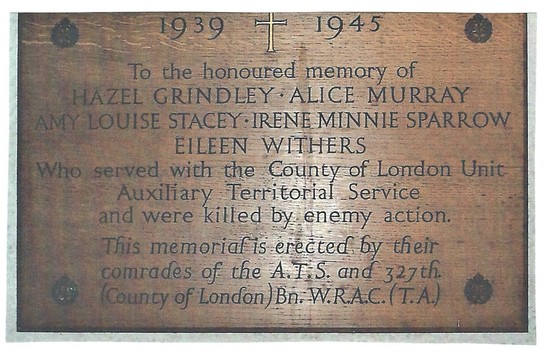 1939 1945
To the honoured memory of
HAZEL GRINDLEY · ALICE MURRAY
AMY LOUISE STACEY · IRENE MINNIE SPARROW
EILEEN WITHERS
Who served with the County of London Unit
Auxiliary Territorial Service
and were killed by enemy action.
This memorial is erected by their
comrades of the A.T.S. and 327th.
(County of London) Bn. W.R.A.C. (T.A.)